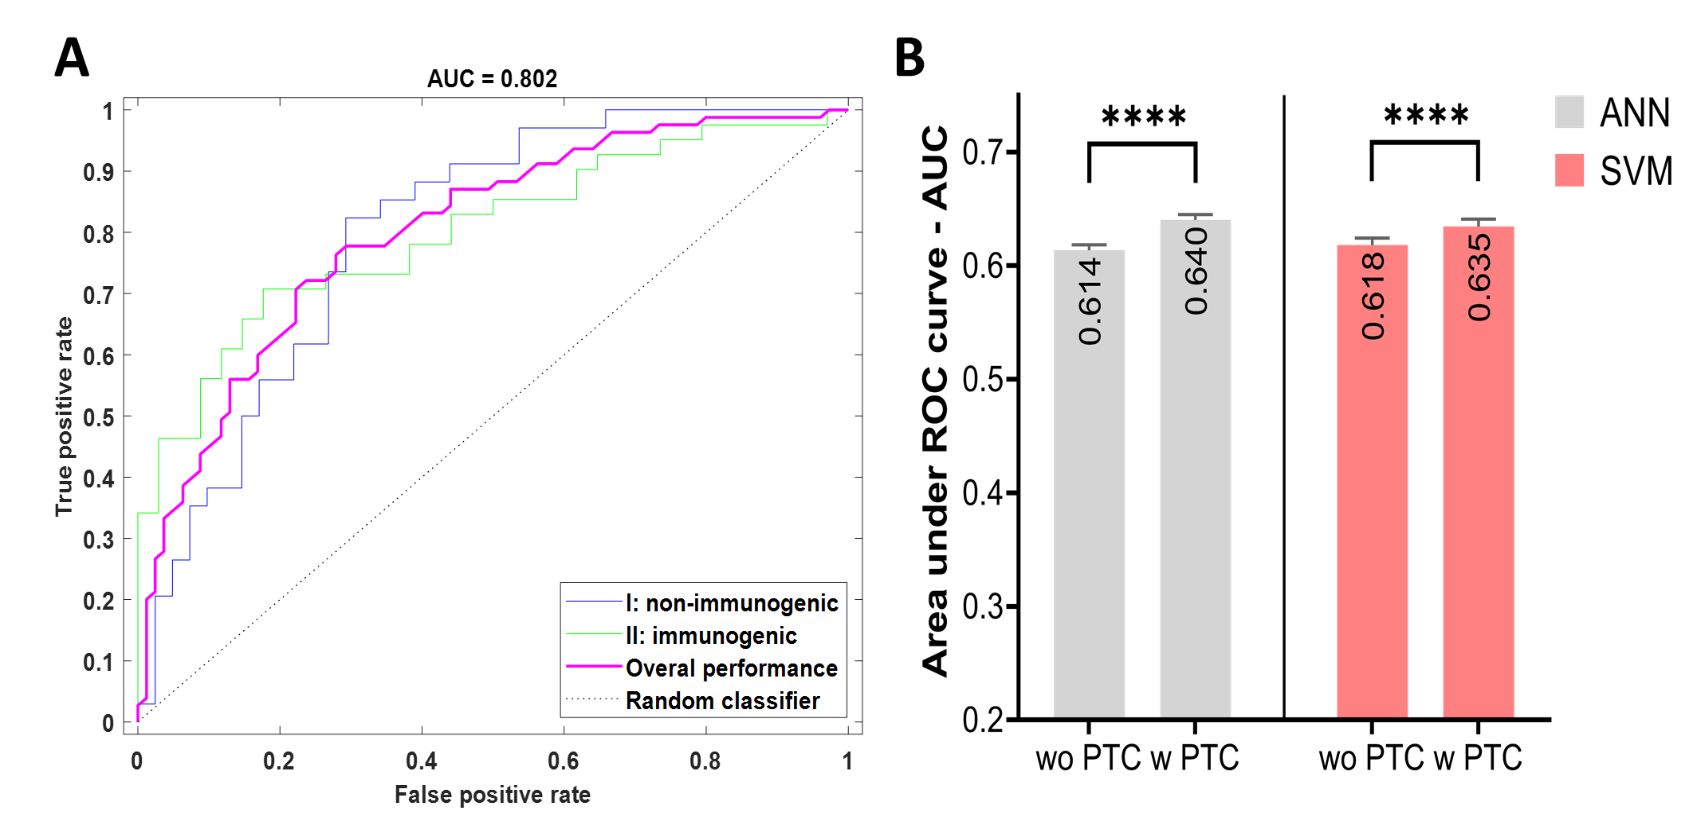 A
AUC = 0.802
True positive rate
1
0.9
0.8
0.7
0.6
0.5
0.4
0.3
0.2
0.1
0
0 0.2 0.4 0.6 0.8 1
False positive rate
I: non-immunogenic
II: immunogenic
Overal performance
Random classifier
B
Area under ROC curve - AUC
0.7
0.6
0.5
0.4
0.3
0.2
**** ****
0.614 0.640 0.618 0.635
wo PTC w PTC wo PTC w PTC
ANN
SVM